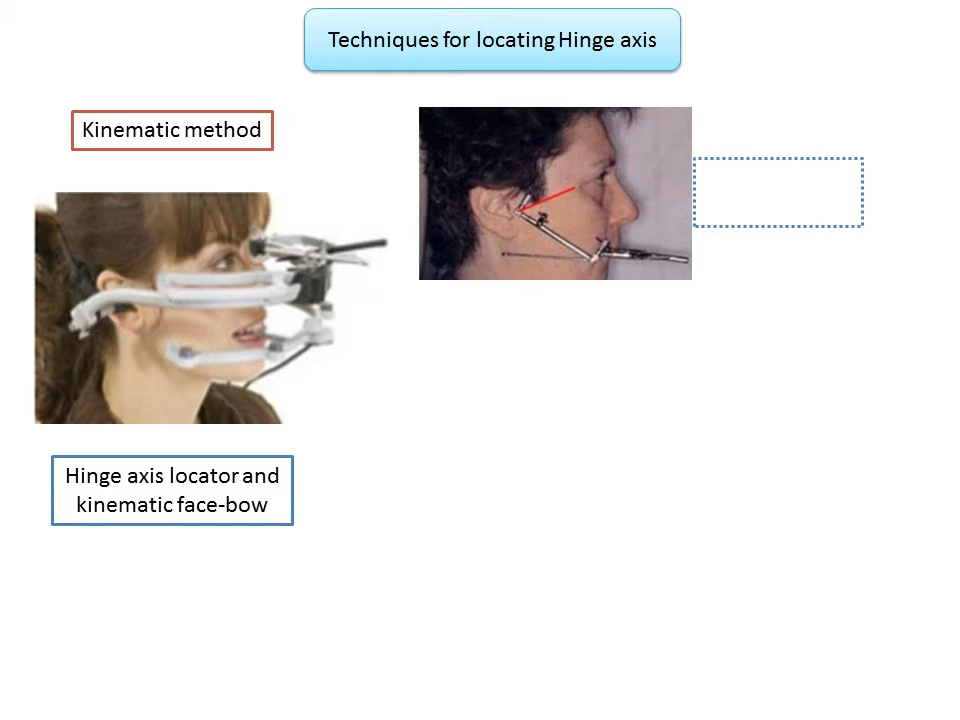 Techniques for locating Hinge axis
Kinematic method
Hinge axis locator and
kinematic face-bow